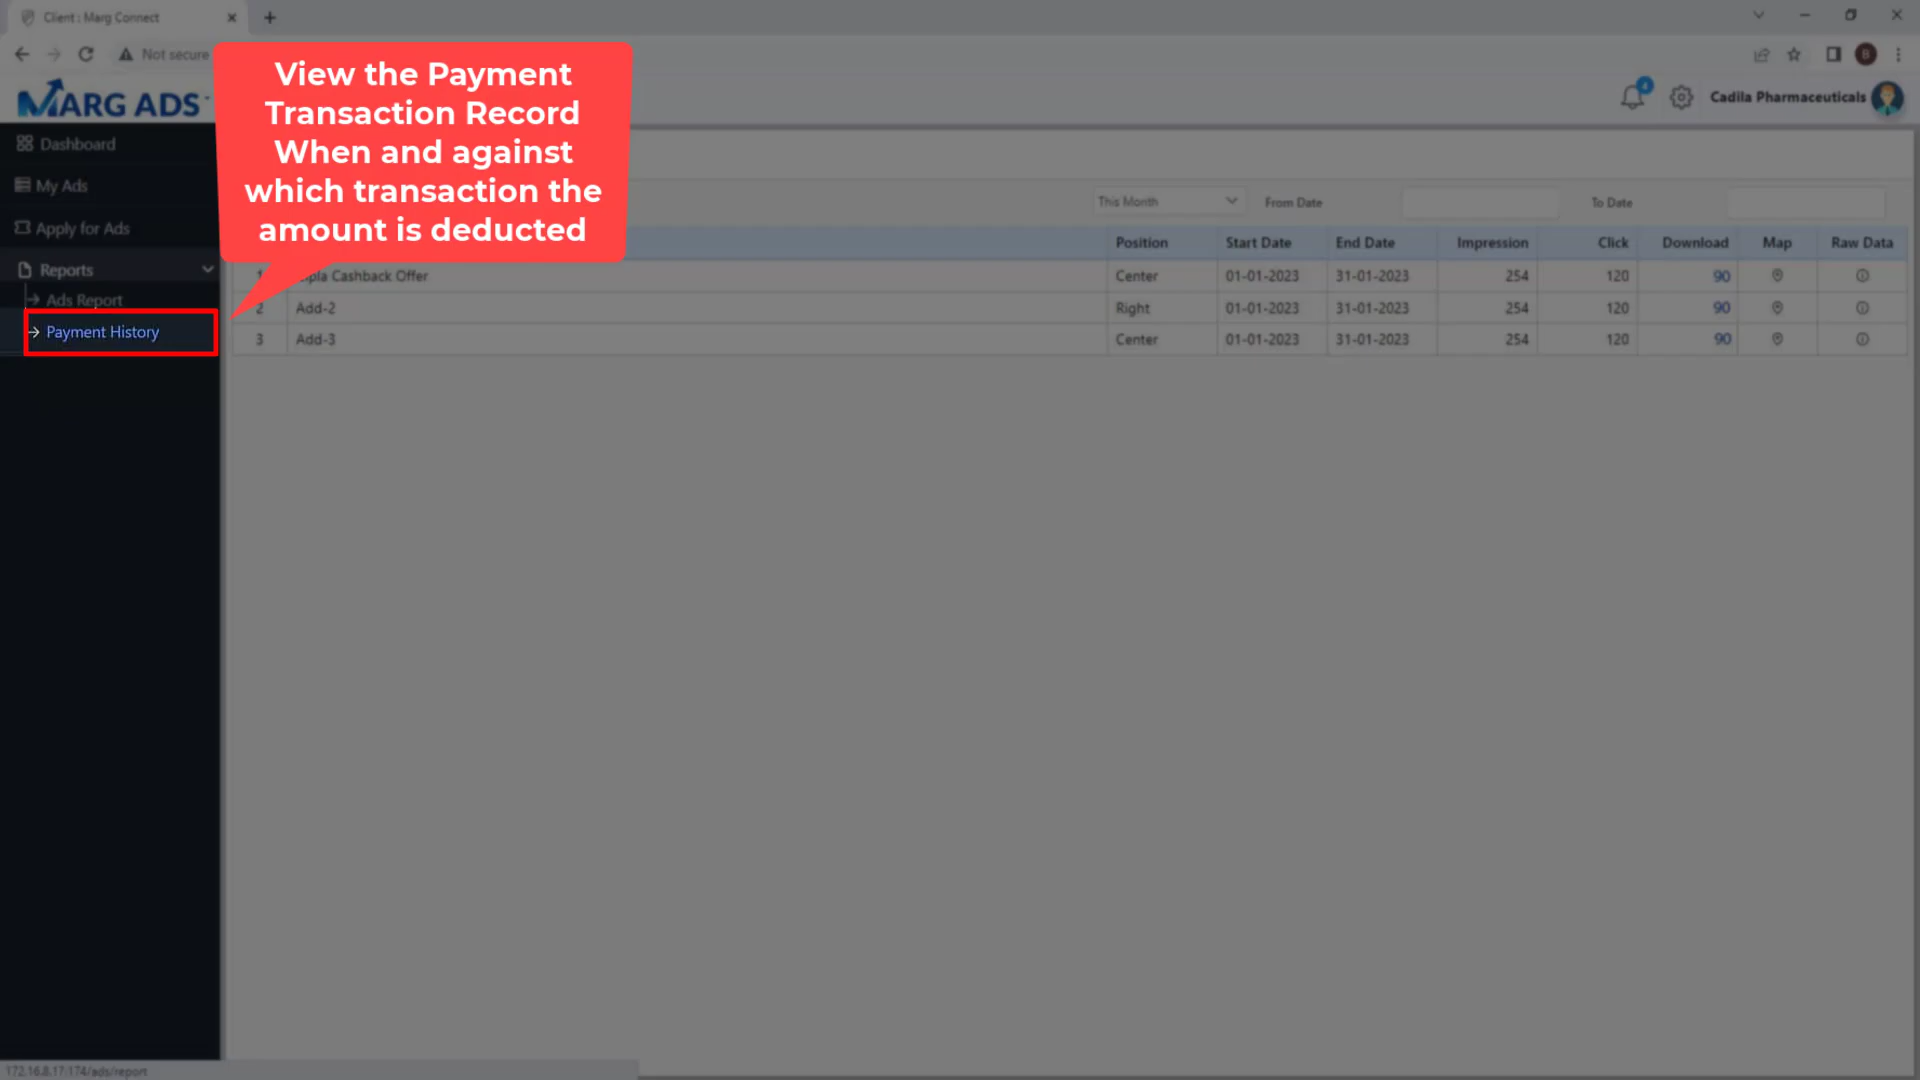 Client : Marg Connect
Not secure
View the Payment
Transaction Record
When and against
which transaction the
amount is deducted
MARG ADS
4
Cadila Pharmaceuticals
B
Dashboard
My Ads
Apply for Ads
Reports
Ads Report
Payment History
This Month
From Date
To Date
Position Start Date End Date Impression Click Download Map Raw Data
1 Cashback Offer Center 01-01-2023 31-01-2023 254 120 90
2 Add-2 Right 01-01-2023 31-01-2023 254 120 90
3 Add-3 Center 01-01-2023 31-01-2023 254 120 90
172.16.8.17:174/ads/report